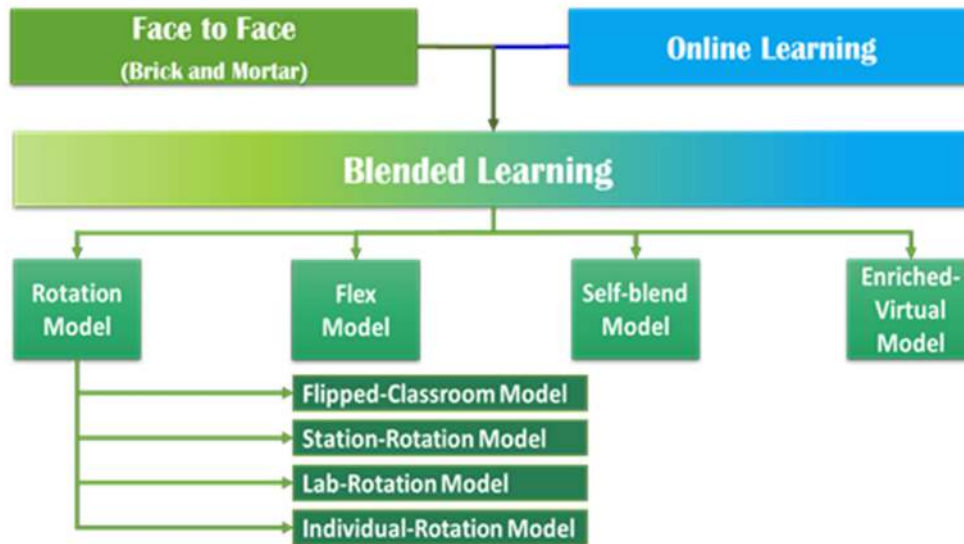 Face to Face
(Brick and Mortar)
Online Learning
Blended Learning
Rotation
Model
Flex
Model
Self-blend
Model
Enriched-
Virtual
Model
Flipped-Classroom Model
Station-Rotation Model
Lab-Rotation Model
Individual-Rotation Model